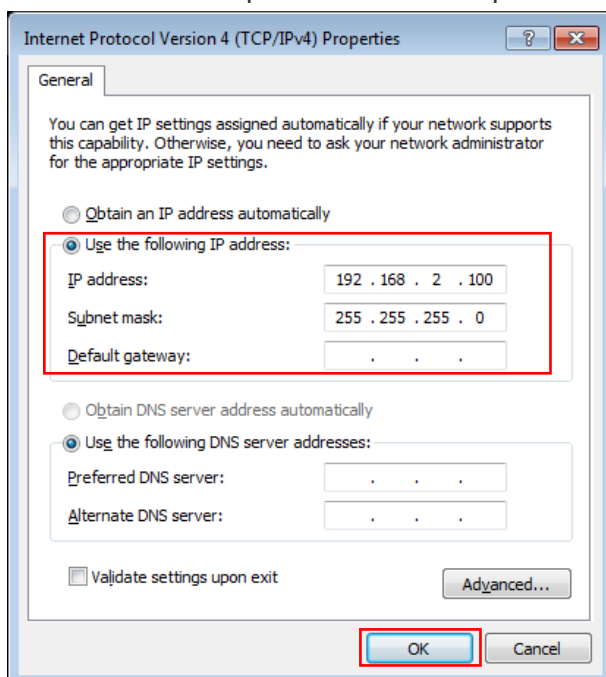 Internet Protocol Version 4 (TCP/IPv4) Properties
General
You can get IP settings assigned automatically if your network supports
this capability. Otherwise, you need to ask your network administrator
for the appropriate IP settings.
Obtain an IP address automatically
Use the following IP address:
IP address: 192 . 168 . 2 . 100
Subnet mask: 255 . 255 . 255 . 0
Default gateway: . . .
Obtain DNS server address automatically
Use the following DNS server addresses:
Preferred DNS server: . . .
Alternate DNS server: . . .
Validate settings upon exit
Advanced...
OK Cancel